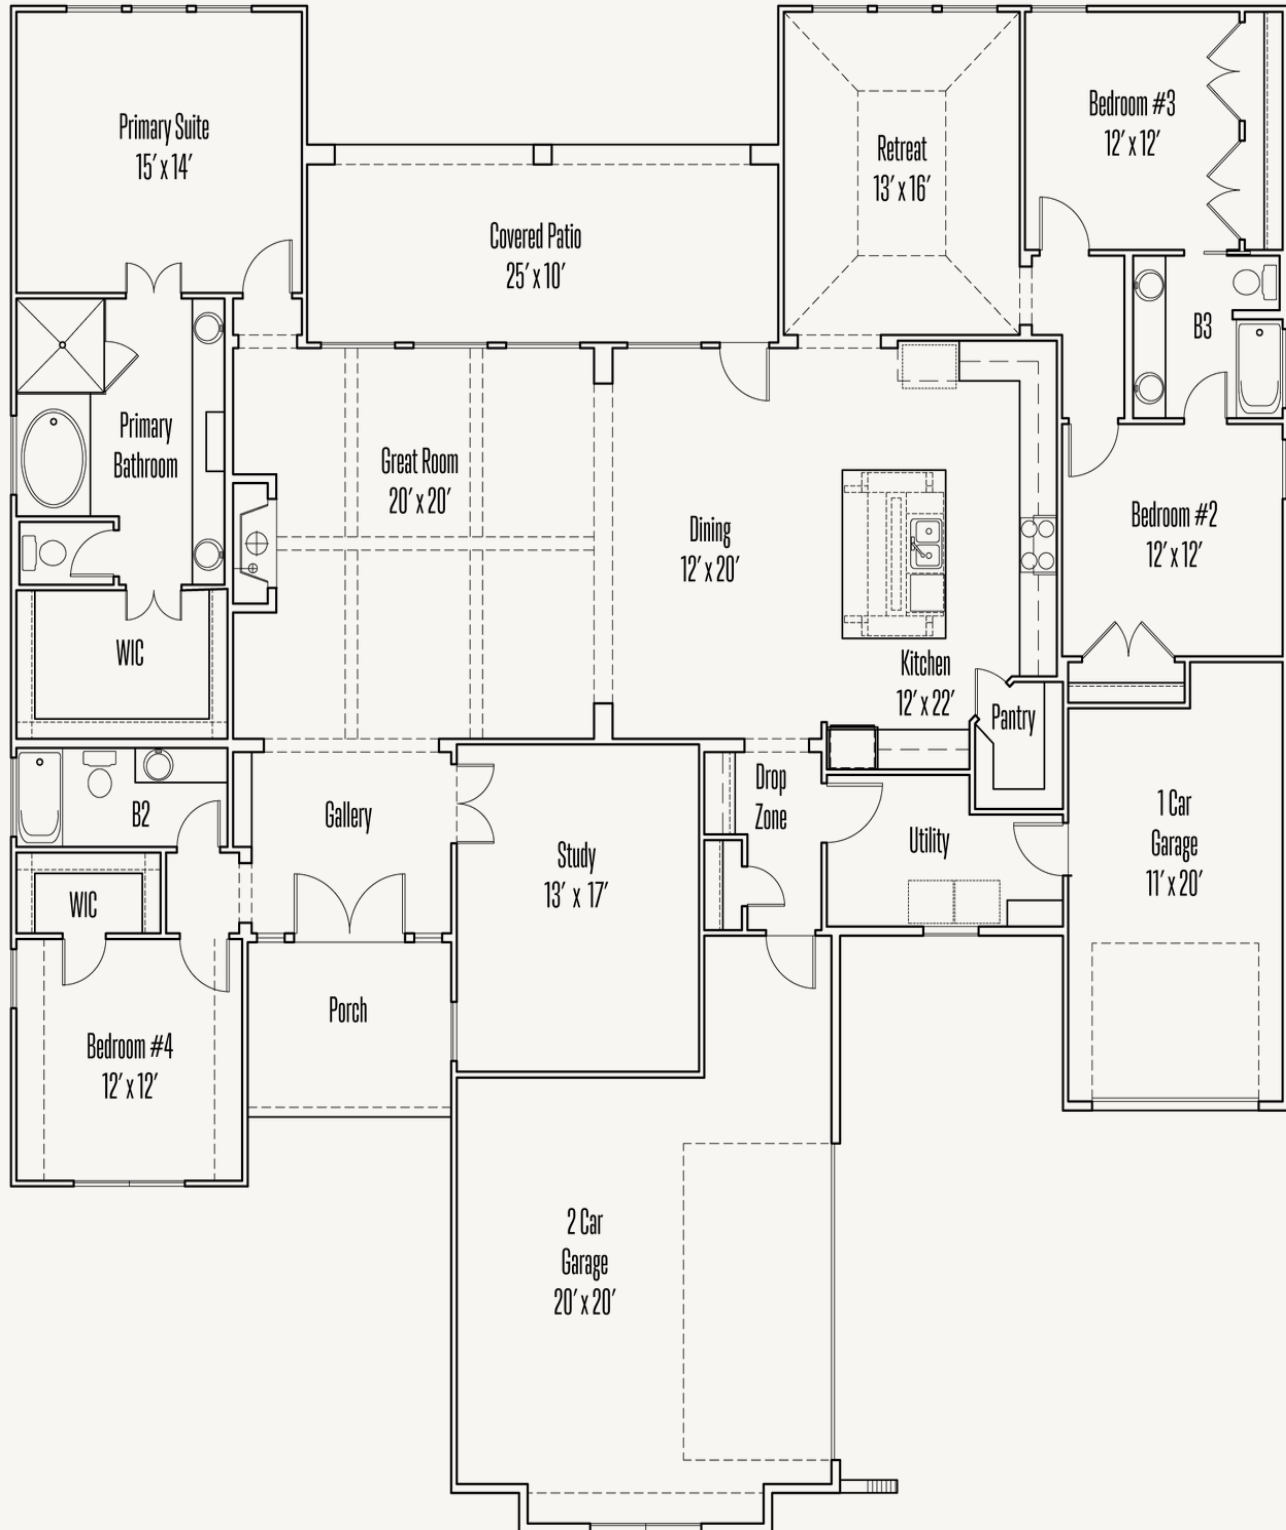 Primary Suite
15' x 14'
Covered Patio
25' x 10'
Retreat
13' x 16'
Bedroom #3
12' x 12'
B3
Primary
Bathroom
Great Room
20' x 20'
Dining
12' x 20'
Bedroom #2
12' x 12'
WIC
Kitchen
12' x 22'
Pantry
B2
Gallery
Drop
Zone
Utility
1 Car
Garage
11' x 20'
Study
13' x 17'
WIC
Porch
Bedroom #4
12' x 12'
2 Car
Garage
20' x 20'